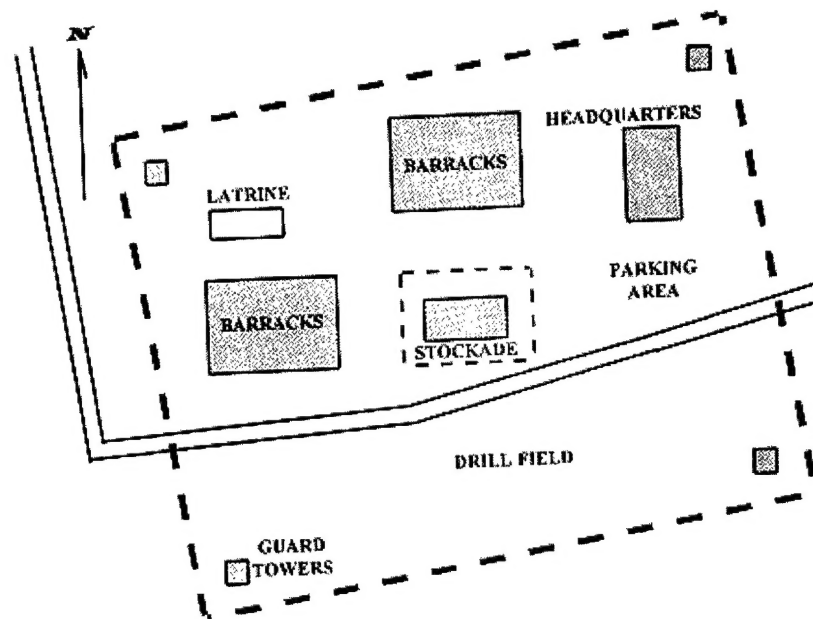 N
HEADQUARTERS
BARRACKS
LATRINE
PARKING
AREA
BARRACKS
STOCKADE
DRILL FIELD
GUARD
TOWERS